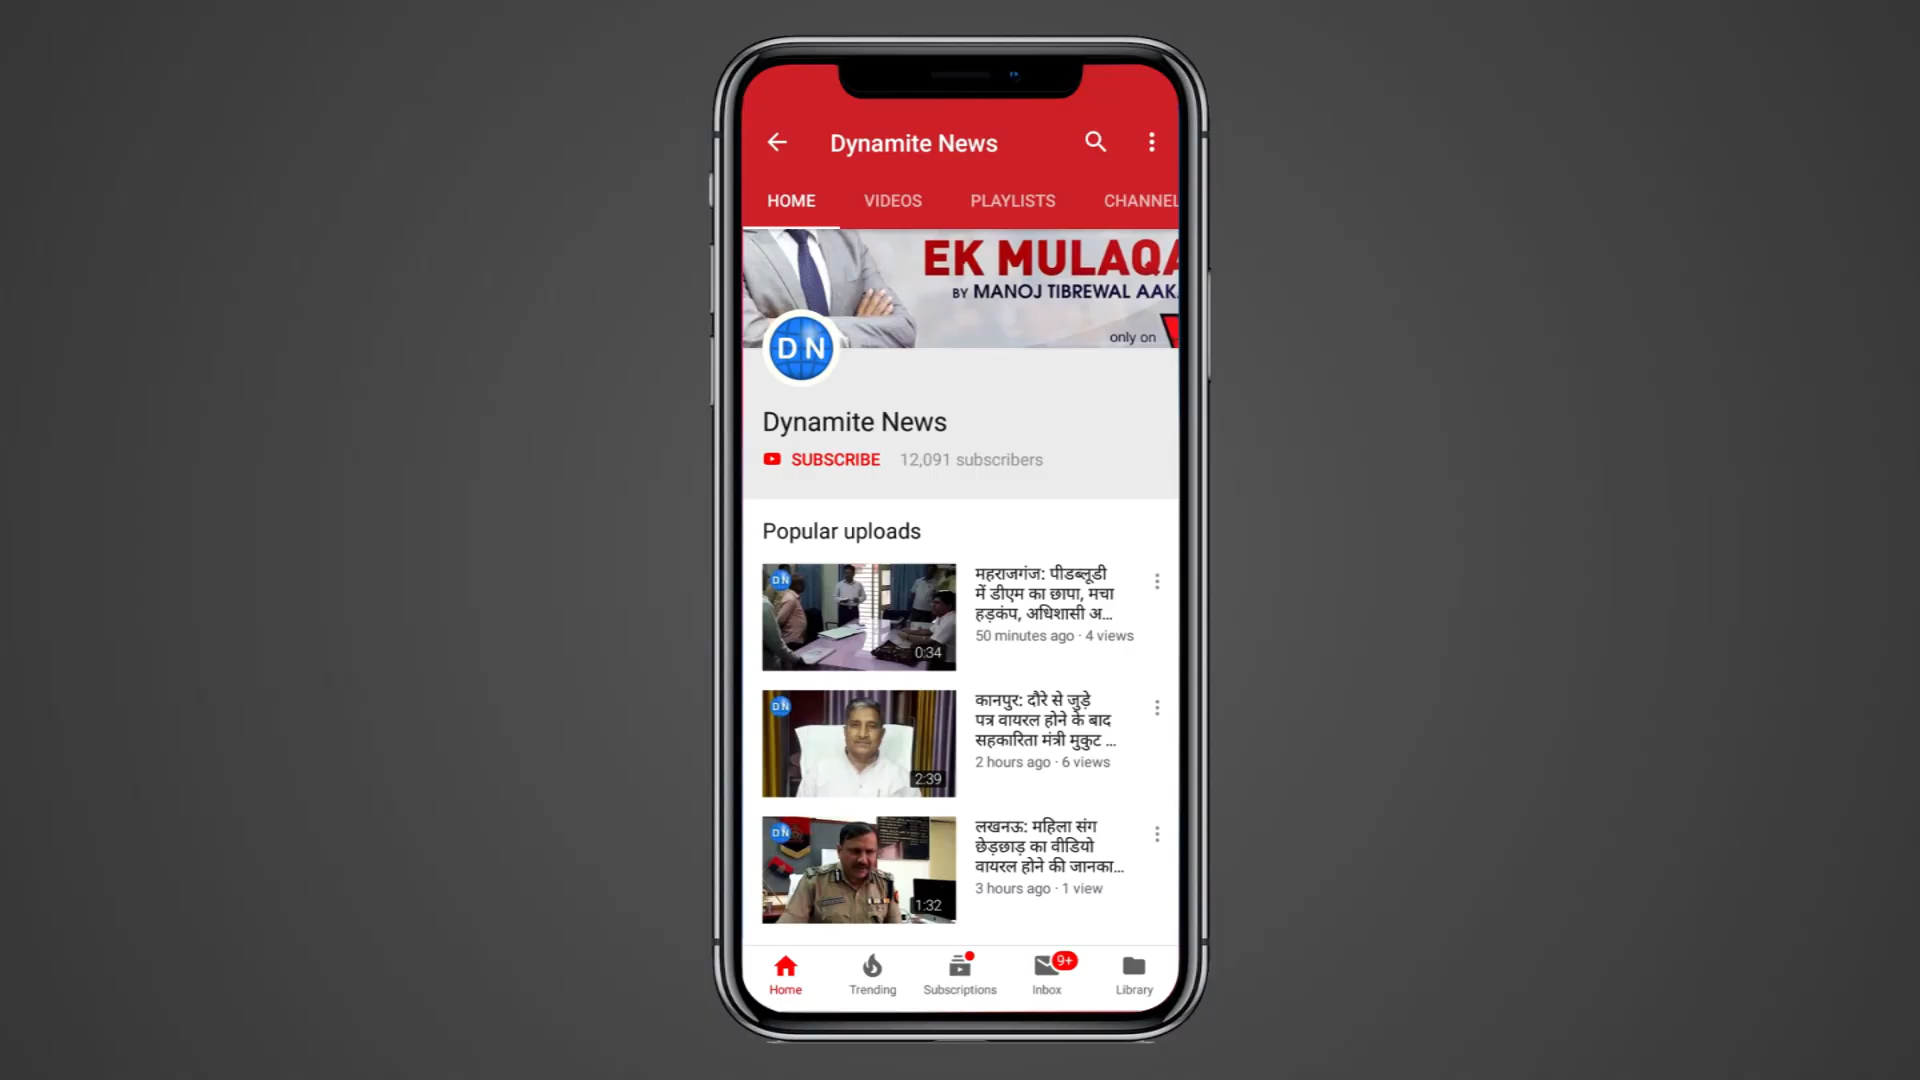 Dynamite News
HOME VIDEOS PLAYLISTS CHANNEL
EK MULAQA
BY MANOJ TIBREWAL AAK
only on
DN
Dynamite News
SUBSCRIBE 12,091 subscribers
Popular uploads
DN
0:34
महराजगंज: पीडब्लूडी
में डीएम का छापा, मचा
हड़कंप, अधिशासी अ...
50 minutes ago · 4 views
DN
2:39
कानपुर: दौरे से जुड़े
पत्र वायरल होने के बाद
सहकारिता मंत्री मुकुट ...
2 hours ago · 6 views
DN
1:32
लखनऊ: महिला संग
छेड़छाड़ का वीडियो
वायरल होने की जानका...
3 hours ago · 1 view
9+
Home Trending Subscriptions Inbox Library